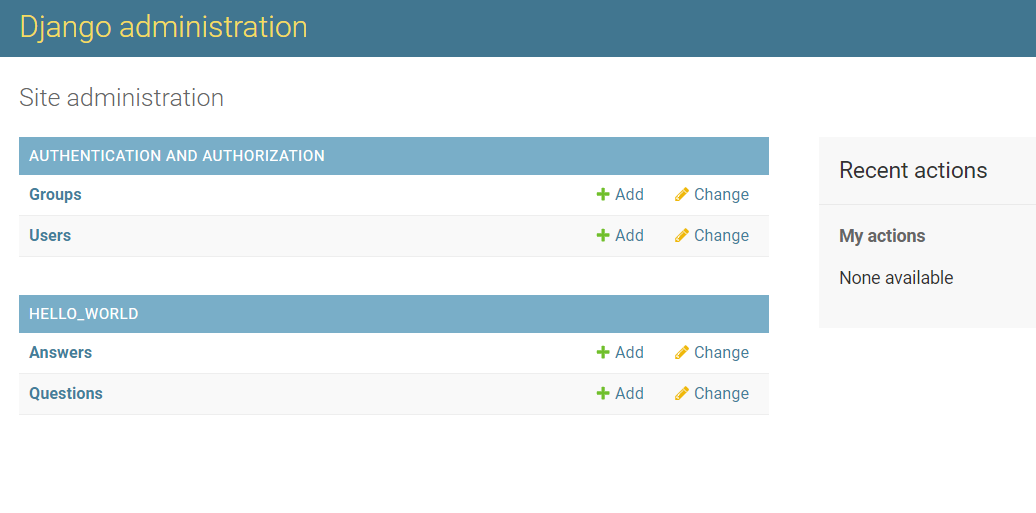 Django administration
Site administration
AUTHENTICATION AND AUTHORIZATION
Groups Add Change
Users Add Change
HELLO_WORLD
Answers Add Change
Questions Add Change
Recent actions
My actions
None available